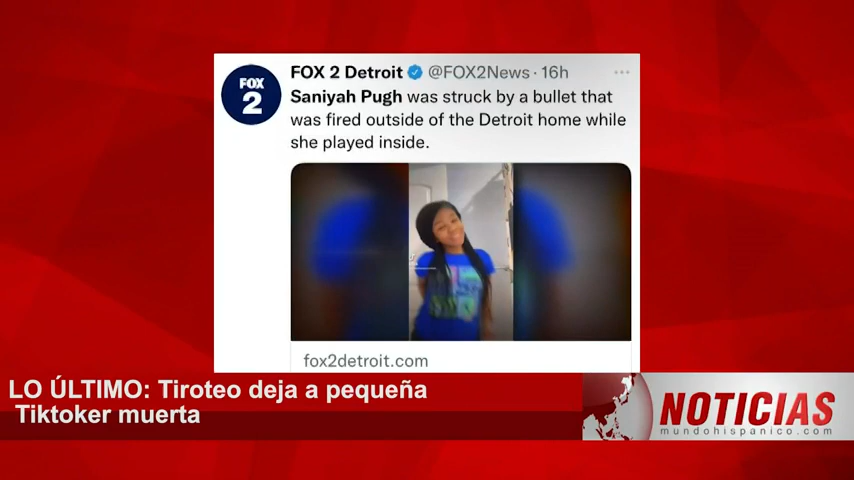 FOX 2 Detroit @FOX2News · 16h
FOX
2
Saniyah Pugh was struck by a bullet that
was fired outside of the Detroit home while
she played inside.
fox2detroit.com
LO ÚLTIMO: Tiroteo deja a pequeña
Tiktoker muerta
NOTICIAS
mundohispanico.com